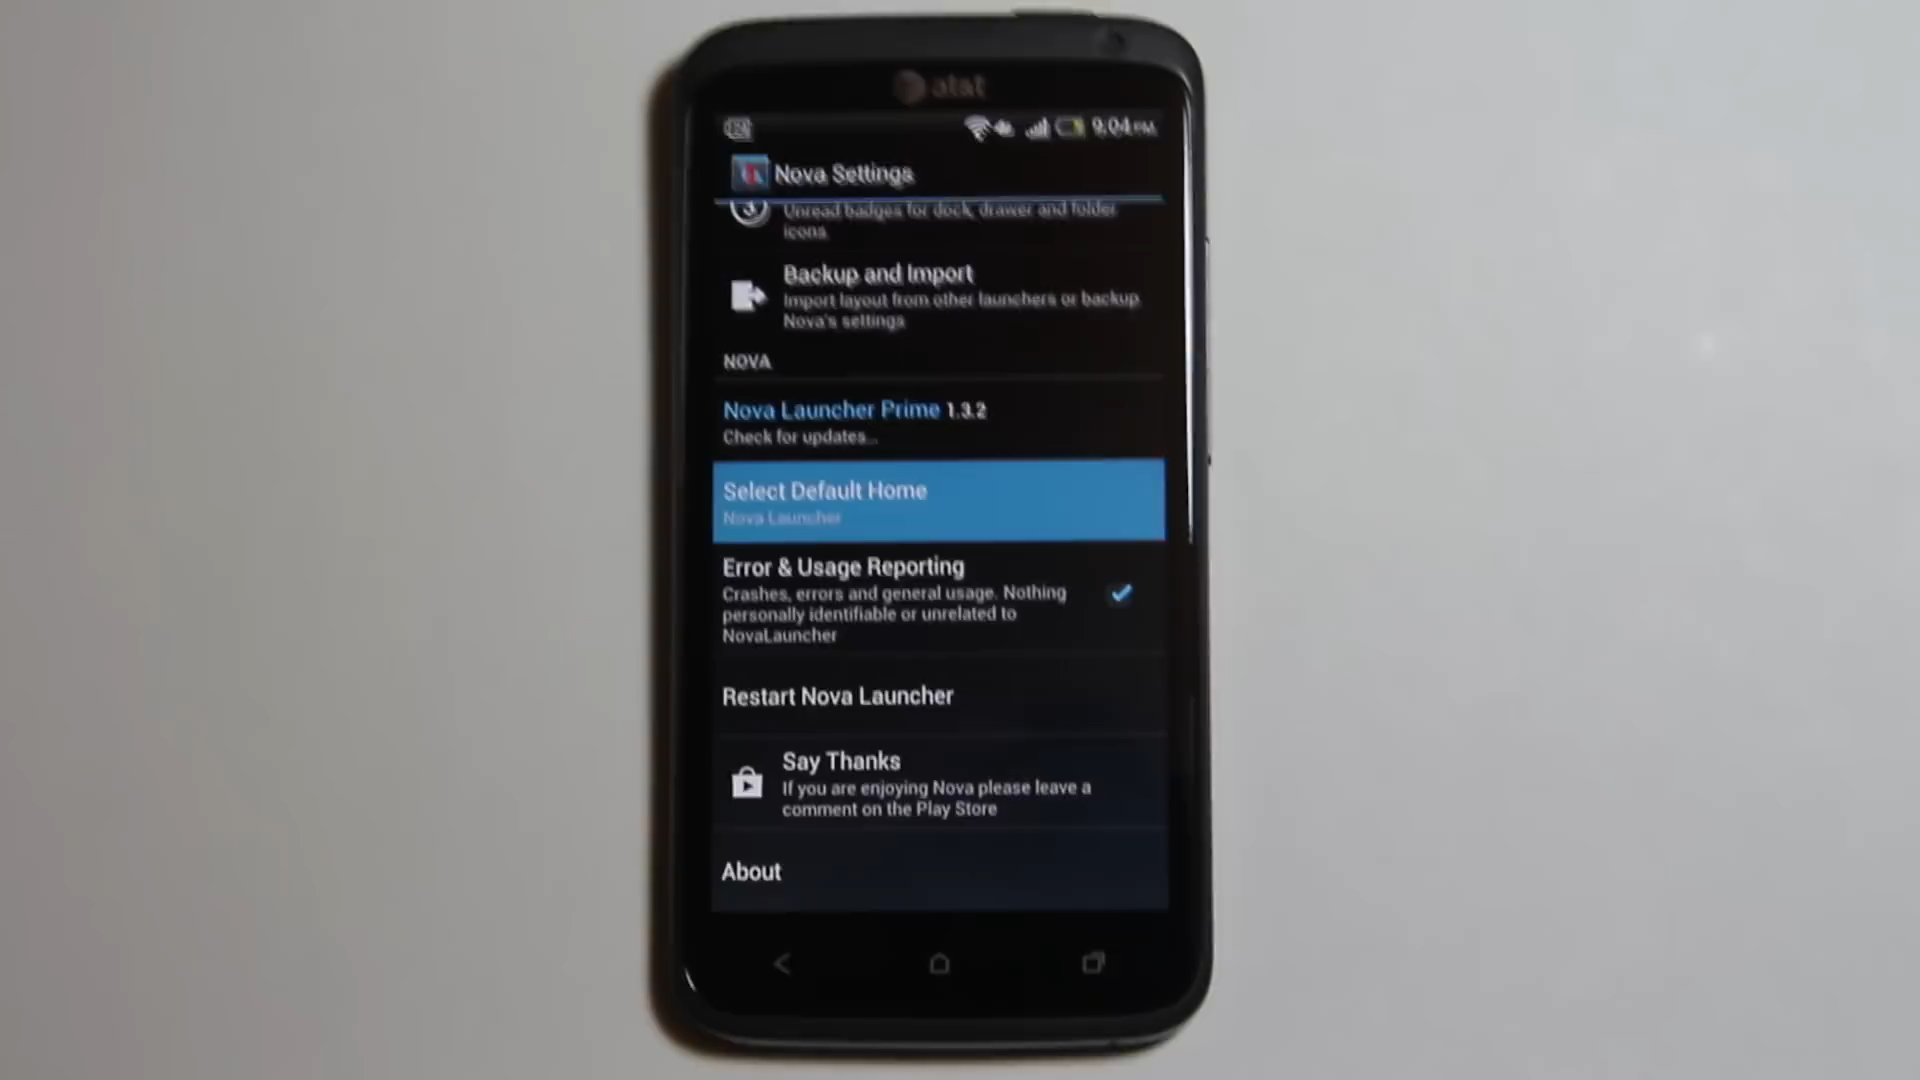 at&t
9:04 PM
Nova Settings
3
Unread badges for dock, drawer and folder
icons
Backup and Import
Import layout from other launchers or backup
Nova's settings
NOVA
Nova Launcher Prime 1.3.2
Check for updates...
Select Default Home
Nova Launcher
Error & Usage Reporting
Crashes, errors and general usage. Nothing
personally identifiable or unrelated to
NovaLauncher
Restart Nova Launcher
Say Thanks
If you are enjoying Nova please leave a
comment on the Play Store
About